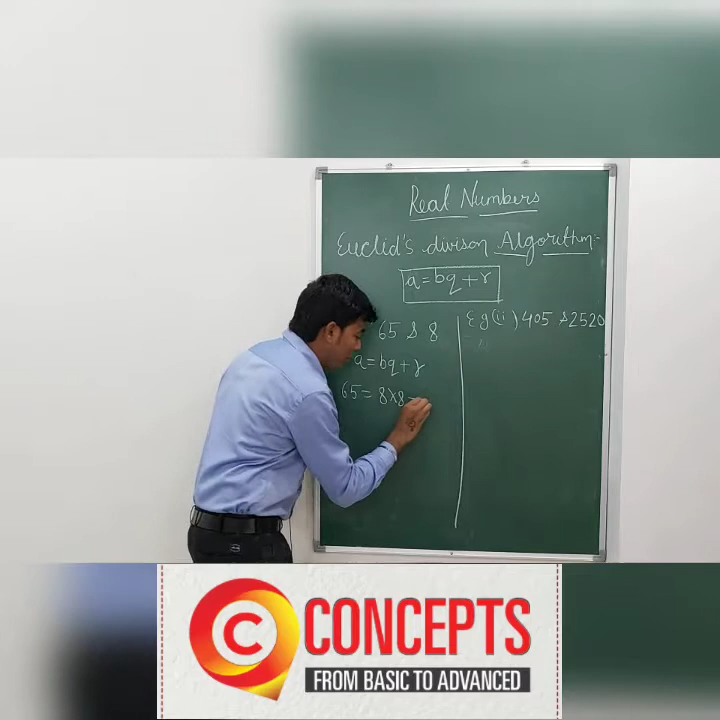 Real Numbers
Euclid's divison Algorithm:-
a=bq+r
65 & 8
a=bq+r
65=8×8
Eg(ii) 405 & 2520
C
CONCEPTS
FROM BASIC TO ADVANCED